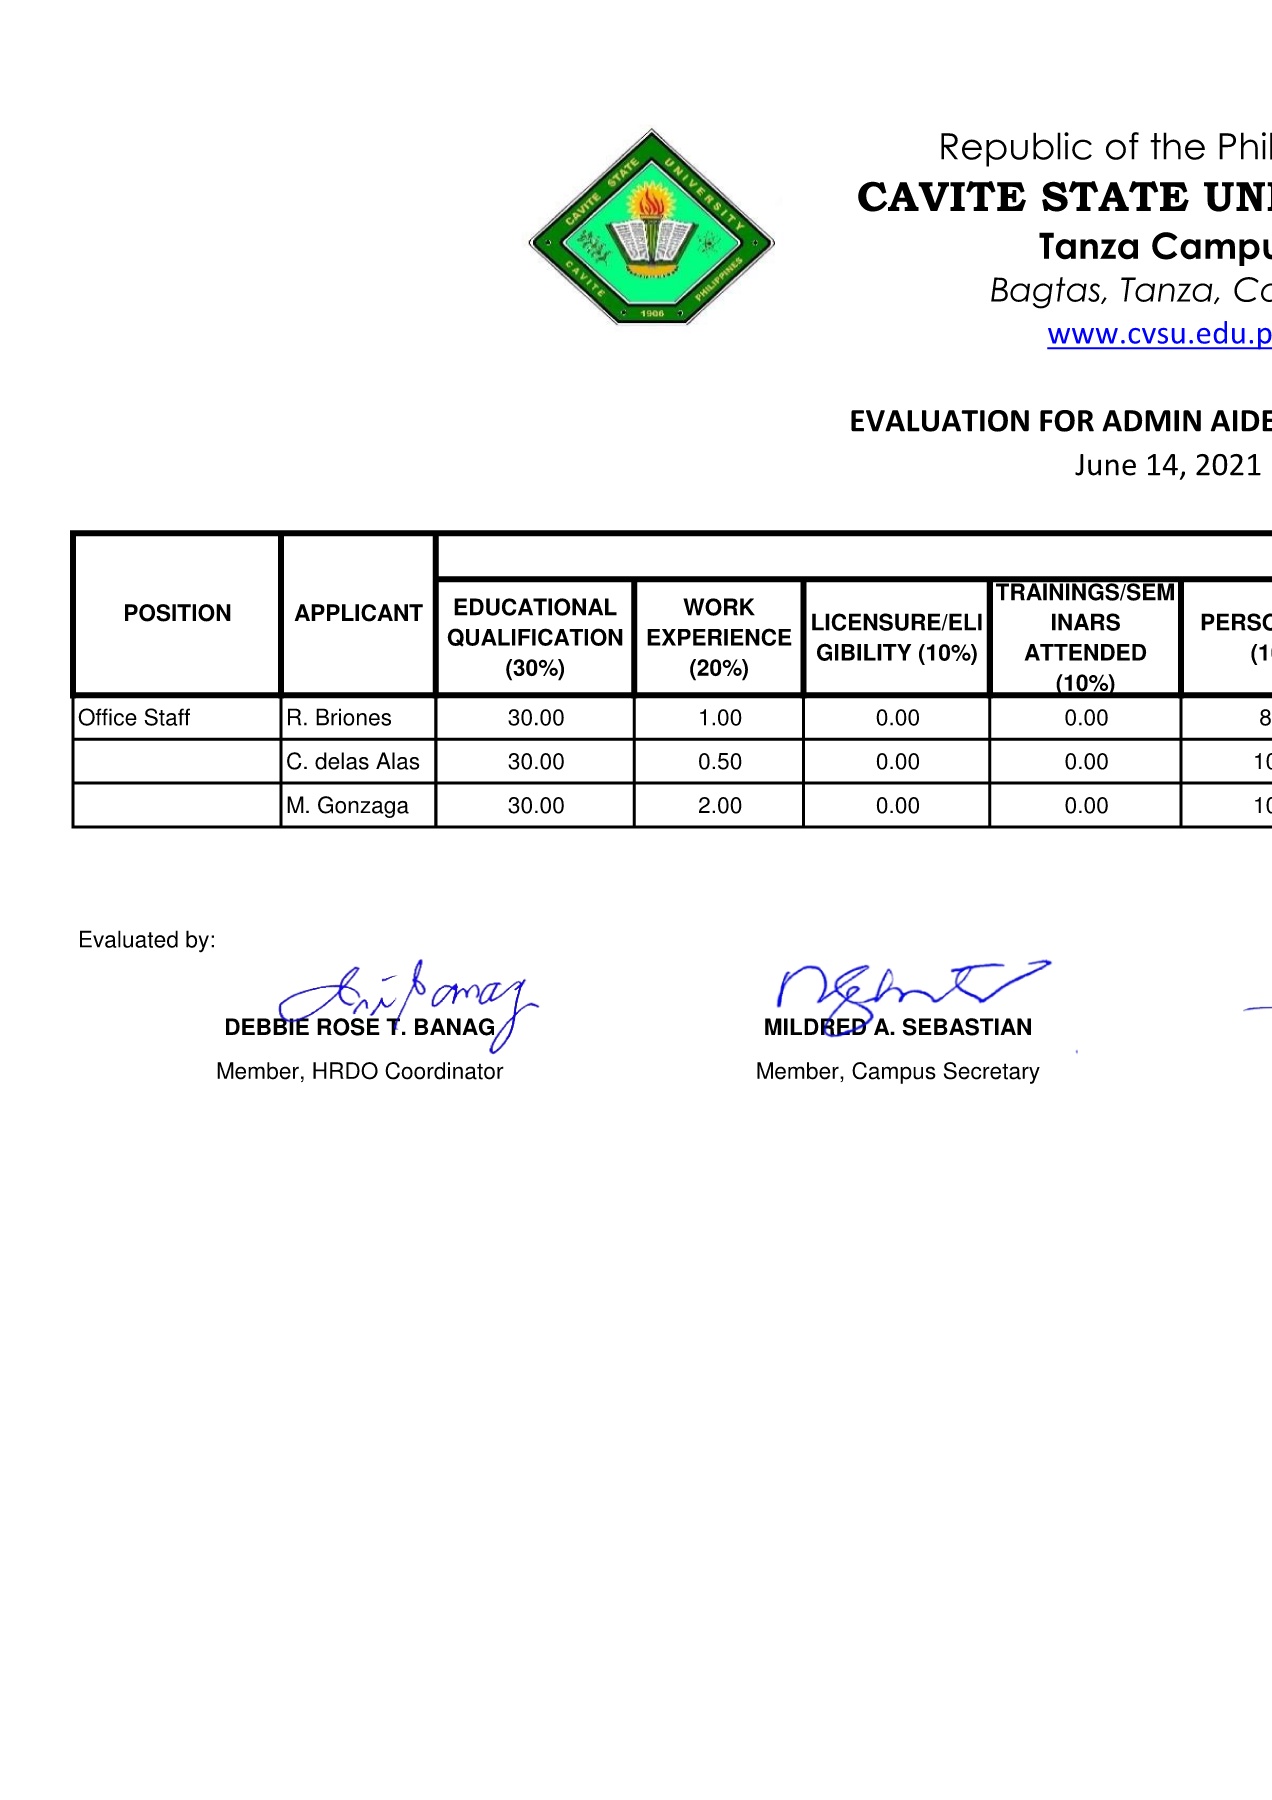 Republic of the Phil
CAVITE STATE UNI
Tanza Campu
Bagtas, Tanza, Ca
www.cvsu.edu.p
CAVITE STATE UNIVERSITY
CAVITE PHILIPPINES
1906
EVALUATION FOR ADMIN AIDE
June 14, 2021
POSITION APPLICANT EDUCATIONAL QUALIFICATION (30%) WORK EXPERIENCE (20%) LICENSURE/ELIGIBILITY (10%) TRAININGS/SEMINARS ATTENDED (10%) PERSO (1
Office Staff R. Briones 30.00 1.00 0.00 0.00 8
C. delas Alas 30.00 0.50 0.00 0.00 10
M. Gonzaga 30.00 2.00 0.00 0.00 10
Evaluated by:
DEBBIE ROSE T. BANAG MILDRED A. SEBASTIAN
Member, HRDO Coordinator Member, Campus Secretary